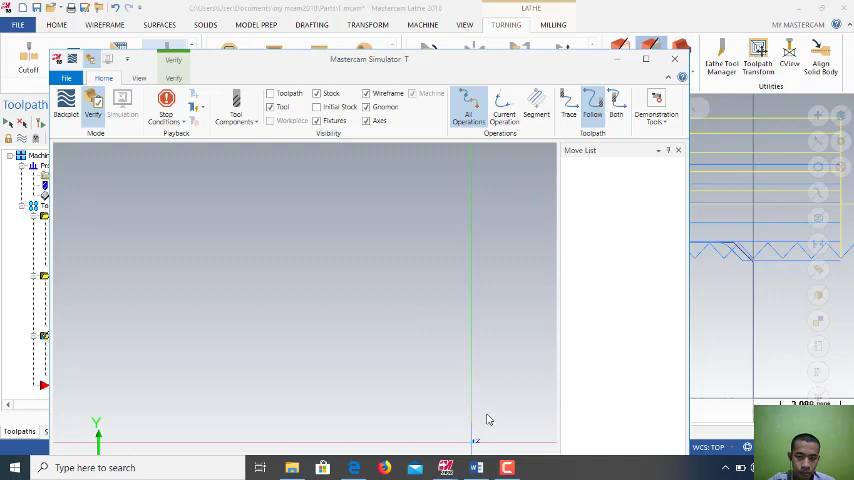 C:\Users\User\Documents\my mcam2018\Parts\T.mcam* - Mastercam Lathe 2018
LATHE
FILE HOME WIREFRAME SURFACES SOLIDS MODEL PREP DRAFTING TRANSFORM MACHINE VIEW TURNING MILLING MY MASTERCAM
Cutoff
Lathe Tool Manager
Toolpath Transform
CView
Align Solid Body
Utilities
Verify
Mastercam Simulator T
File Home View Verify
Backplot
Verify
Simulation
Mode
Stop Conditions
Playback
Tool Components
Toolpath Stock Wireframe Machine
Tool Initial Stock Gnomon
Workpiece Fixtures Axes
Visibility
All Operations
Current Operation
Segment
Operations
Trace
Follow
Both
Toolpath
Demonstration Tools
Toolpaths
Machin
Pro
To
Move List
Y
Z
Toolpaths S
WCS: TOP
Type here to search